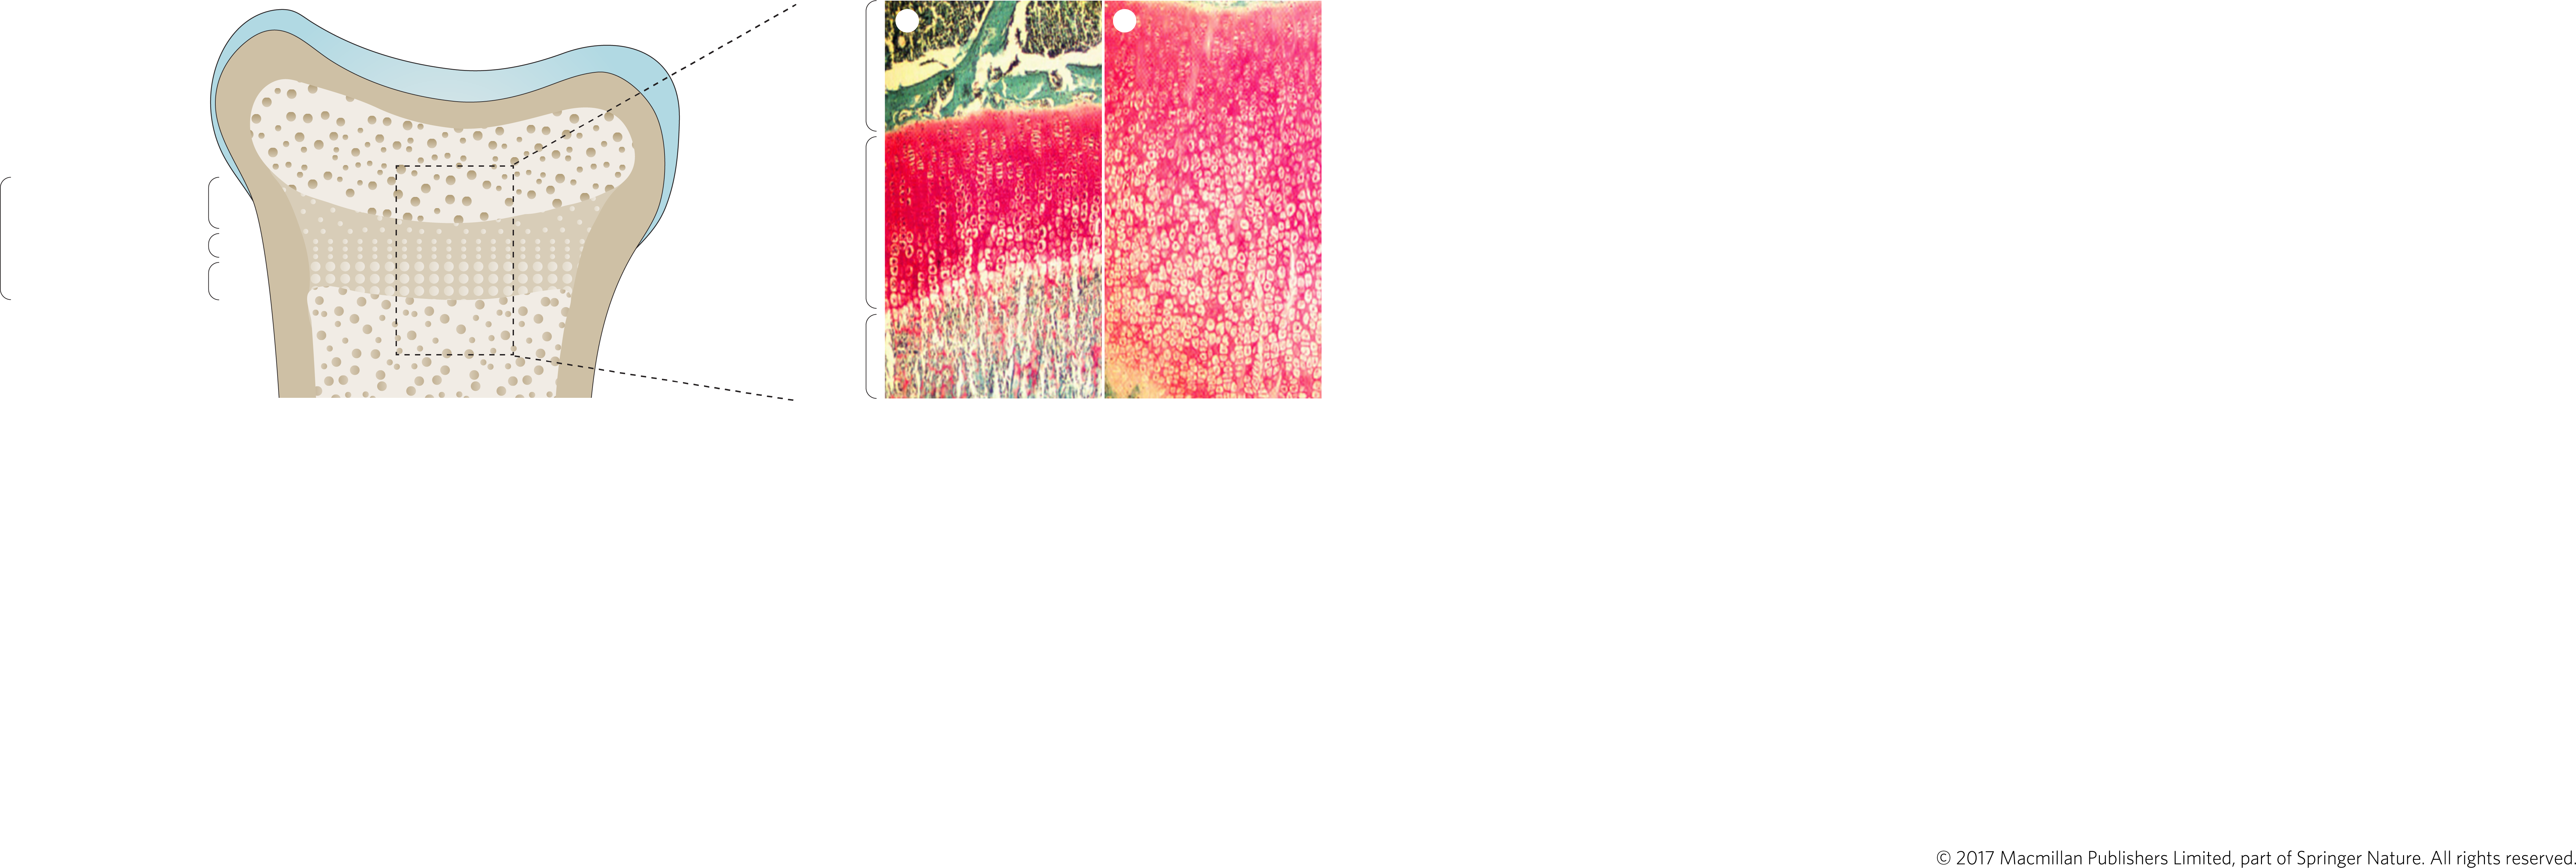 © 2017 Macmillan Publishers Limited, part of Springer Nature. All rights reserved.